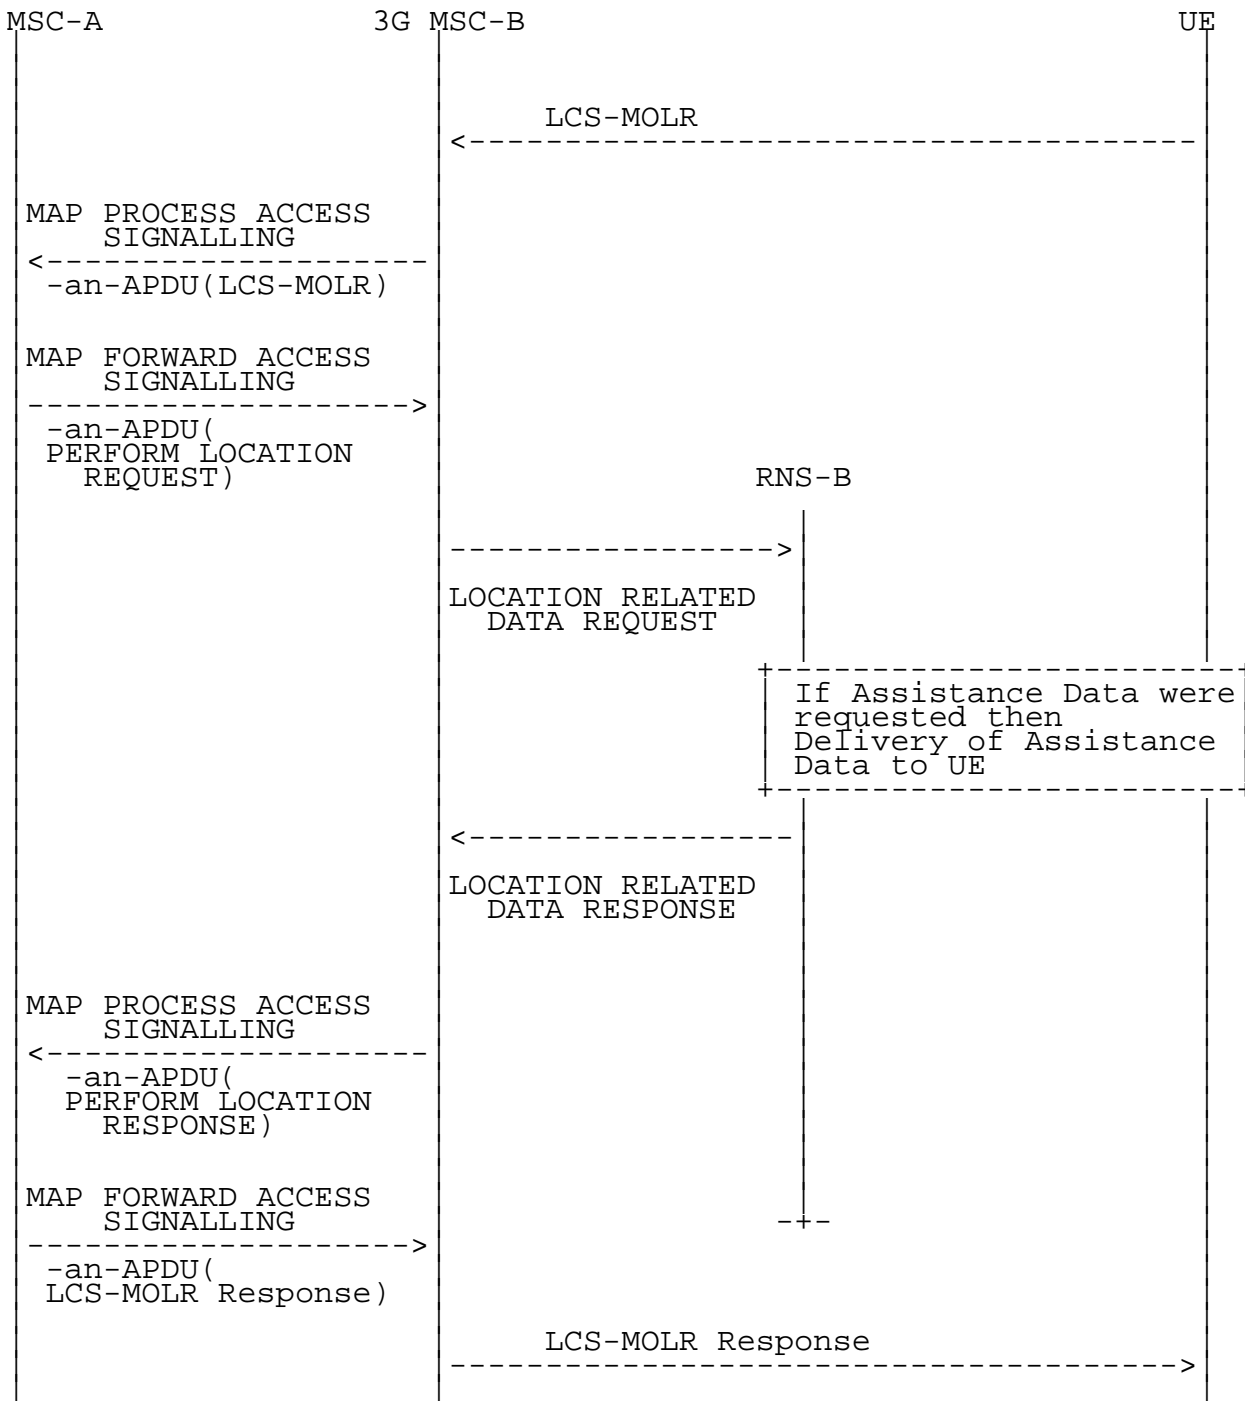 MSC-A 3G MSC-B UE
LCS-MOLR
MAP PROCESS ACCESS
SIGNALLING
-an-APDU(LCS-MOLR)
MAP FORWARD ACCESS
SIGNALLING
-an-APDU(
PERFORM LOCATION
REQUEST)
RNS-B
LOCATION RELATED
DATA REQUEST
If Assistance Data were
requested then
Delivery of Assistance
Data to UE
LOCATION RELATED
DATA RESPONSE
MAP PROCESS ACCESS
SIGNALLING
-an-APDU(
PERFORM LOCATION
RESPONSE)
MAP FORWARD ACCESS
SIGNALLING
-an-APDU(
LCS-MOLR Response)
LCS-MOLR Response